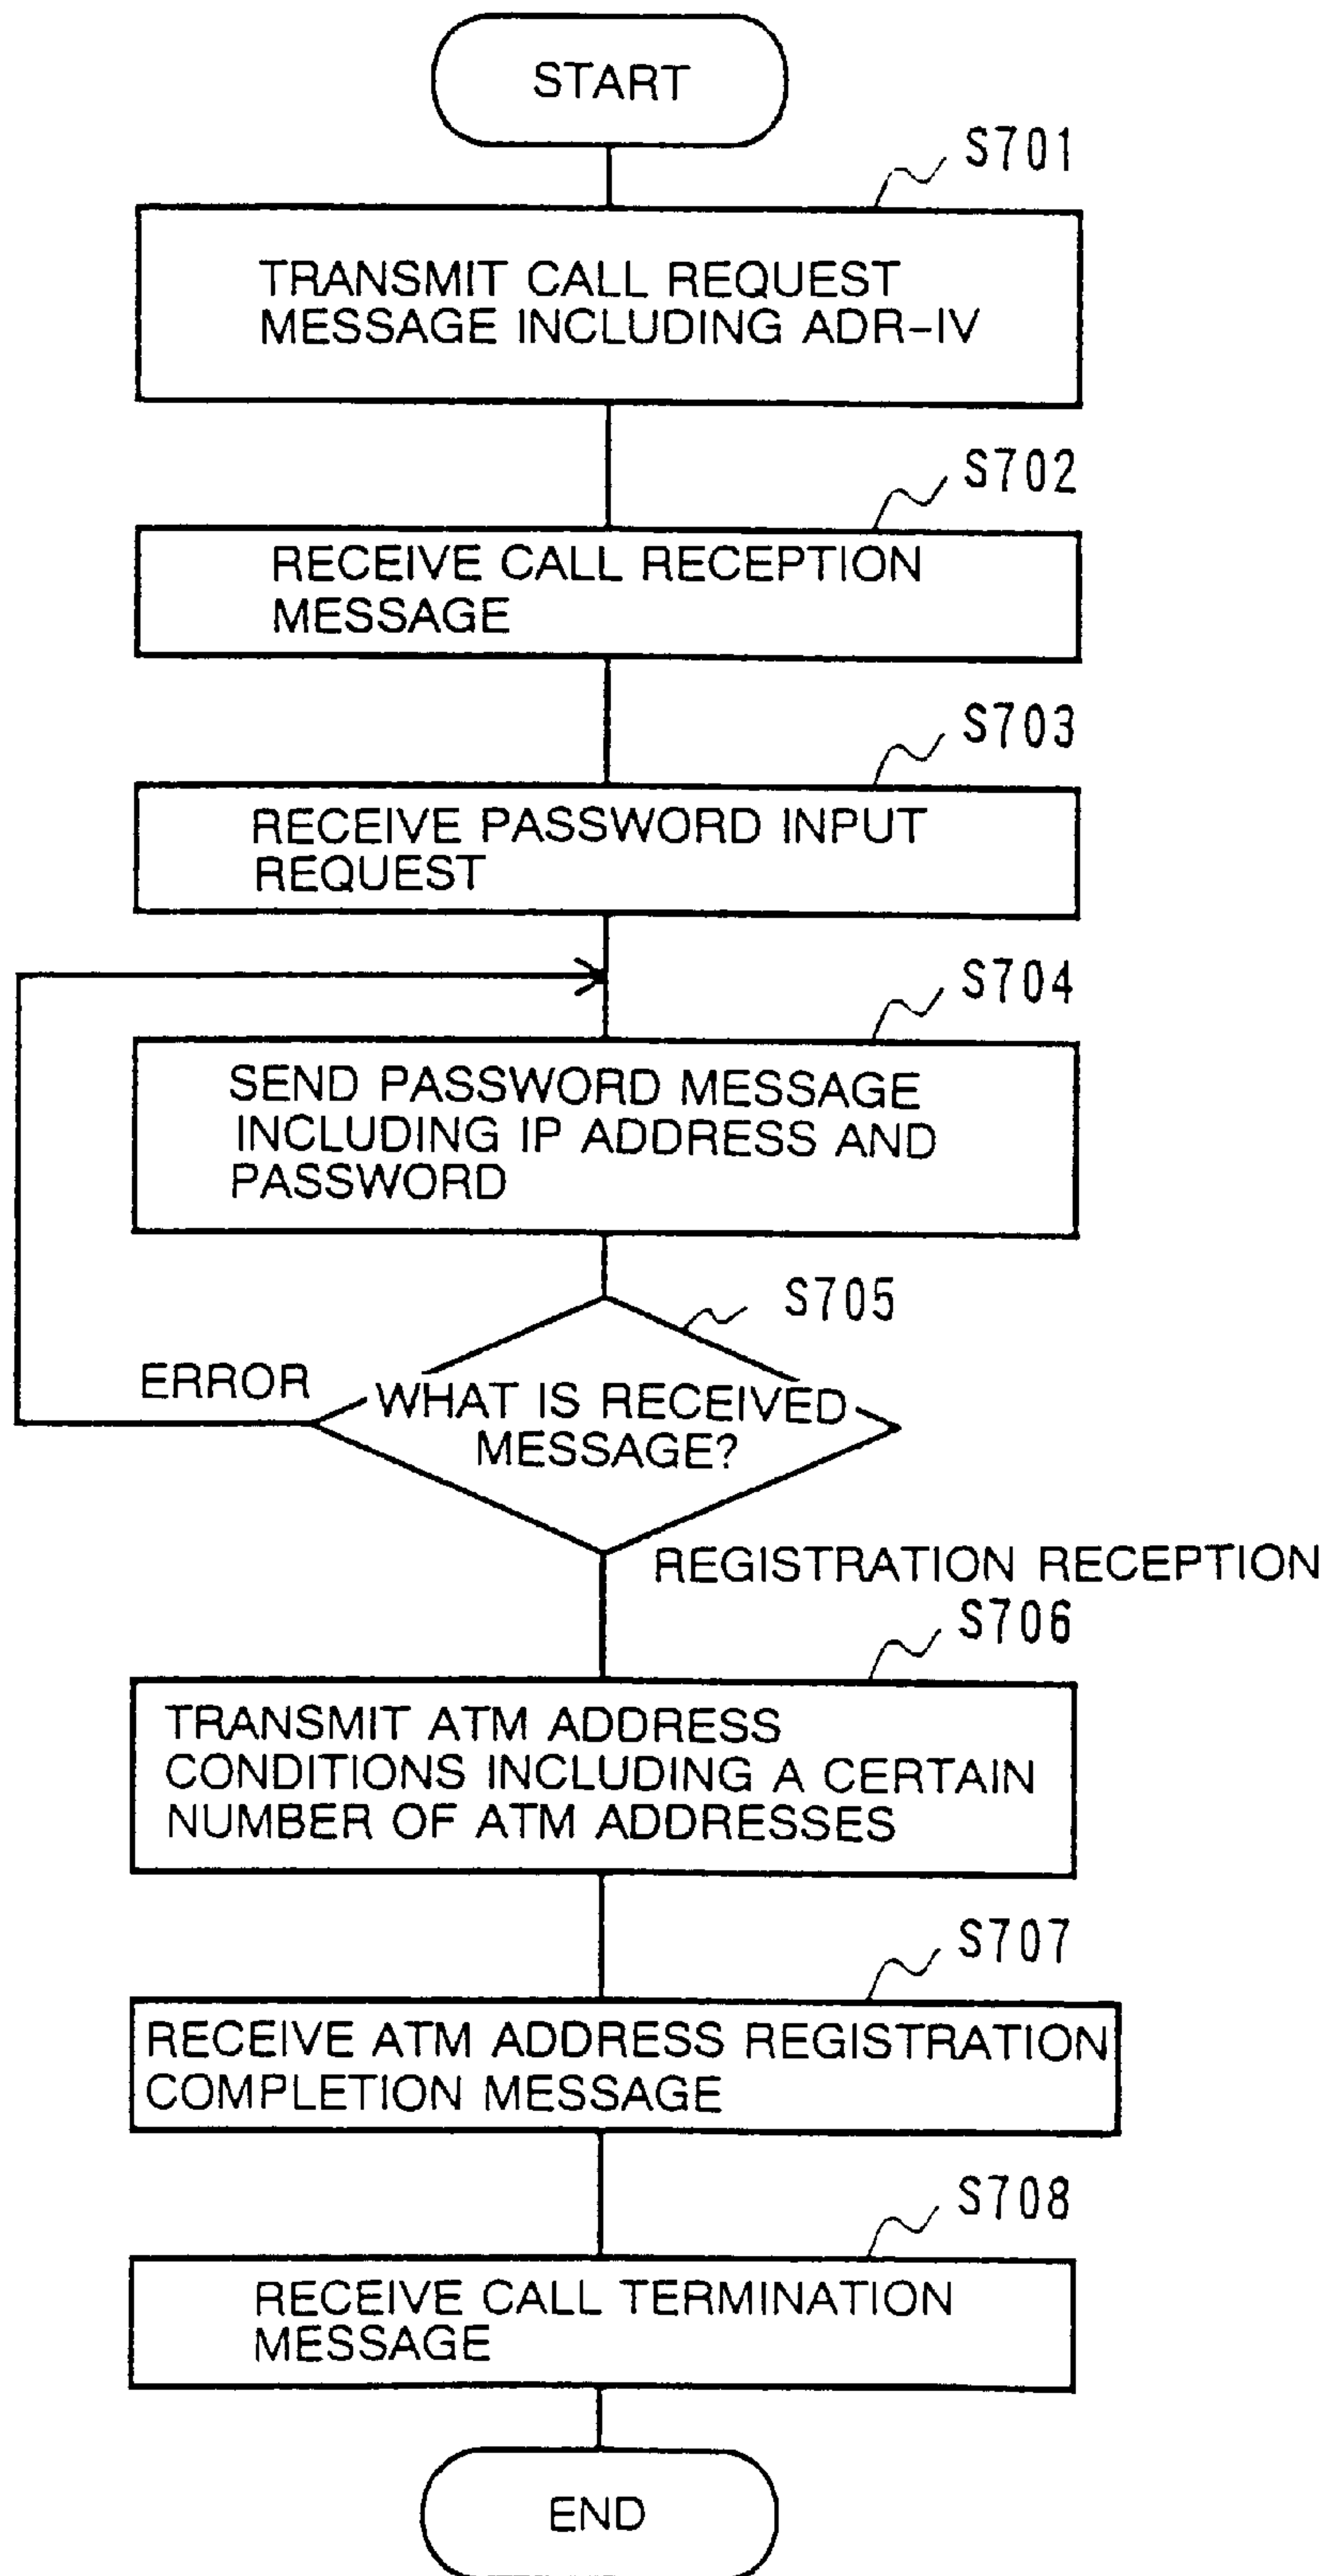 START
S701
TRANSMIT CALL REQUEST
MESSAGE INCLUDING ADR-IV
S702
RECEIVE CALL RECEPTION
MESSAGE
S703
RECEIVE PASSWORD INPUT
REQUEST
S704
SEND PASSWORD MESSAGE
INCLUDING IP ADDRESS AND
PASSWORD
S705
ERROR
WHAT IS RECEIVED
MESSAGE?
REGISTRATION RECEPTION
S706
TRANSMIT ATM ADDRESS
CONDITIONS INCLUDING A CERTAIN
NUMBER OF ATM ADDRESSES
S707
RECEIVE ATM ADDRESS REGISTRATION
COMPLETION MESSAGE
S708
RECEIVE CALL TERMINATION
MESSAGE
END